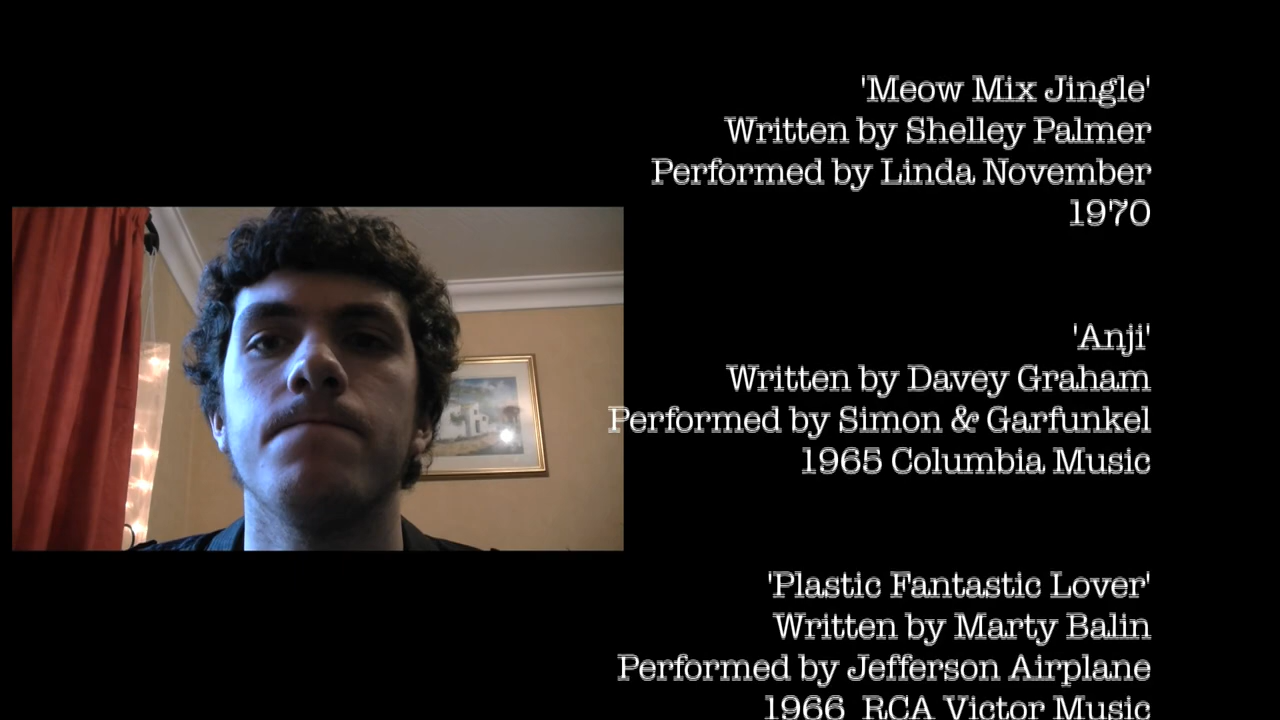 'Meow Mix Jingle'
Written by Shelley Palmer
Performed by Linda November
1970
'Anji'
Written by Davey Graham
Performed by Simon & Garfunkel
1965 Columbia Music
'Plastic Fantastic Lover'
Written by Marty Balin
Performed by Jefferson Airplane
1966 RCA Victor Music